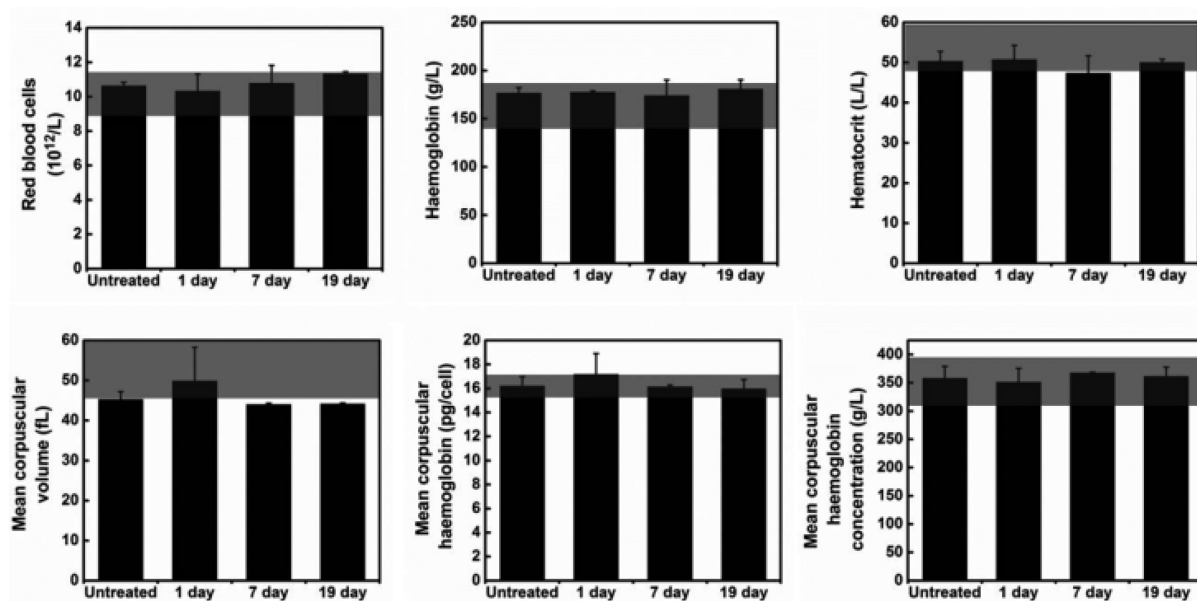 Red blood cells
(10¹²/L)
14
12
10
8
6
4
2
0
Untreated 1 day 7 day 19 day
Haemoglobin (g/L)
250
200
150
100
50
0
Untreated 1 day 7 day 19 day
Hematocrit (L/L)
60
50
40
30
20
10
0
Untreated 1 day 7 day 19 day
Mean corpuscular
volume (fL)
60
50
40
30
20
10
0
Untreated 1 day 7 day 19 day
Mean corpuscular
haemoglobin (pg/cell)
20
18
16
14
12
10
8
6
4
2
0
Untreated 1 day 7 day 19 day
Mean corpuscular
haemoglobin
concentration (g/L)
400
350
300
250
200
150
100
50
0
Untreated 1 day 7 day 19 day